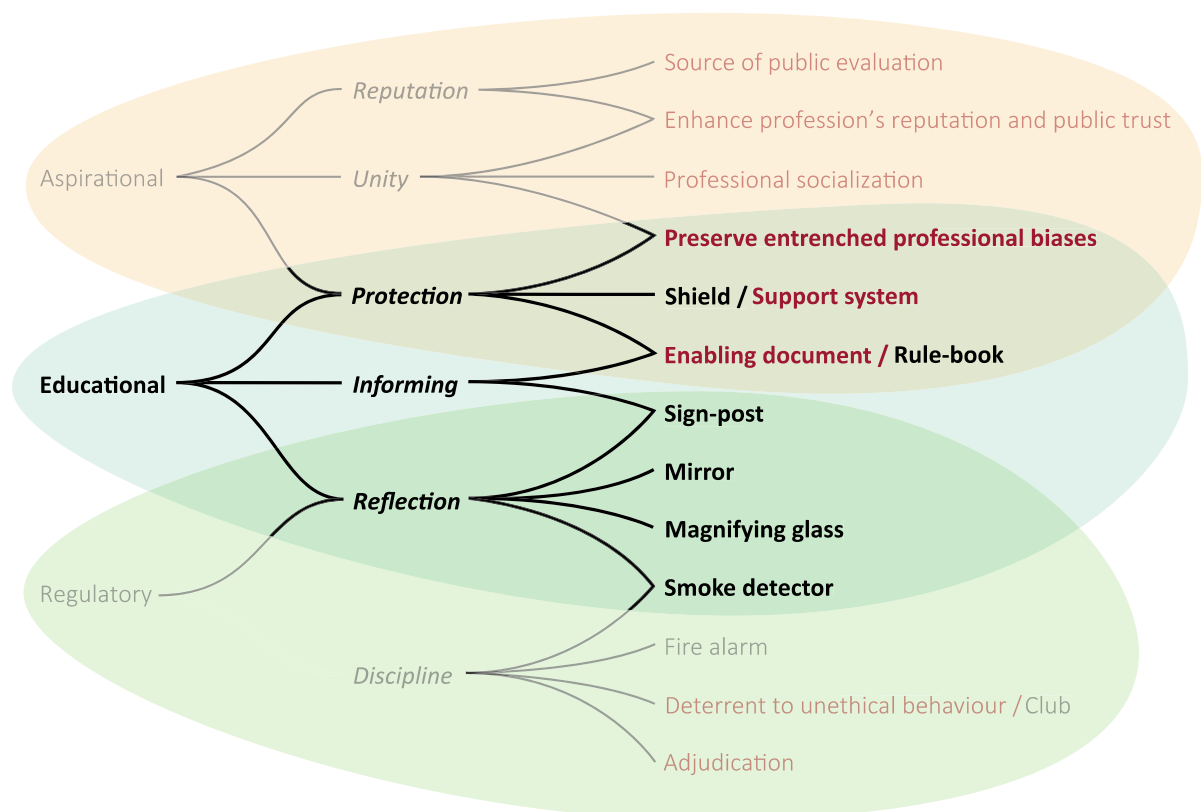 Source of public evaluation
Reputation
Enhance profession's reputation and public trust
Aspirational
Unity
Professional socialization
Preserve entrenched professional biases
Protection
Shield / Support system
Enabling document / Rule-book
Educational
Informing
Sign-post
Mirror
Reflection
Magnifying glass
Smoke detector
Regulatory
Fire alarm
Discipline
Deterrent to unethical behaviour / Club
Adjudication